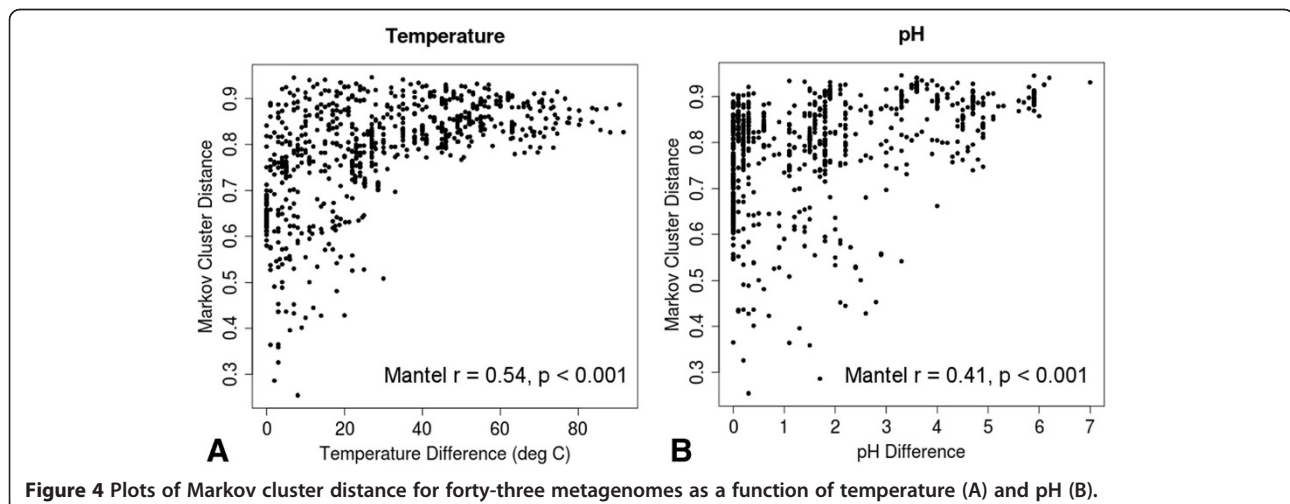 Temperature
Markov Cluster Distance
0.9
0.8
0.7
0.6
0.5
0.4
0.3
Mantel r = 0.54, p < 0.001
0 20 40 60 80
A
Temperature Difference (deg C)
pH
Markov Cluster Distance
0.9
0.8
0.7
0.6
0.5
0.4
0.3
Mantel r = 0.41, p < 0.001
0 1 2 3 4 5 6 7
B
pH Difference
Figure 4 Plots of Markov cluster distance for forty-three metagenomes as a function of temperature (A) and pH (B).